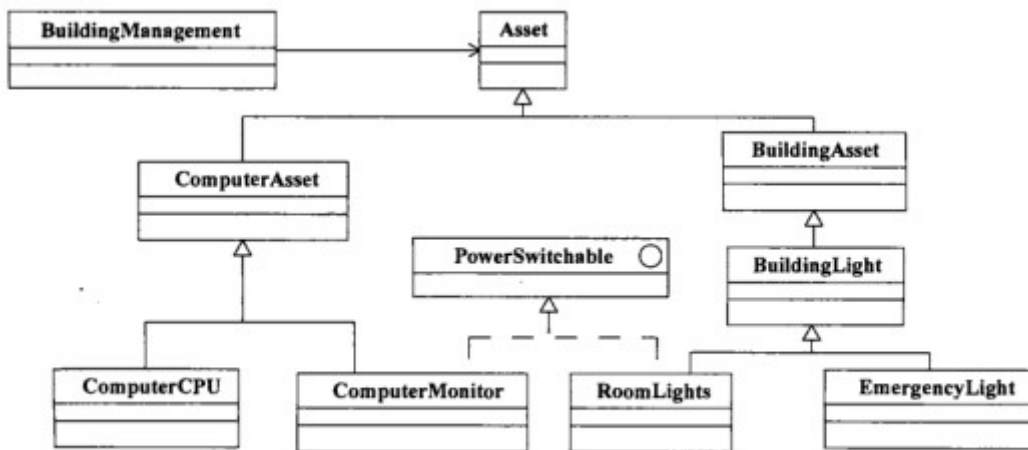 BuildingManagement
Asset
BuildingAsset
ComputerAsset
PowerSwitchable
BuildingLight
ComputerCPU
ComputerMonitor
RoomLights
EmergencyLight